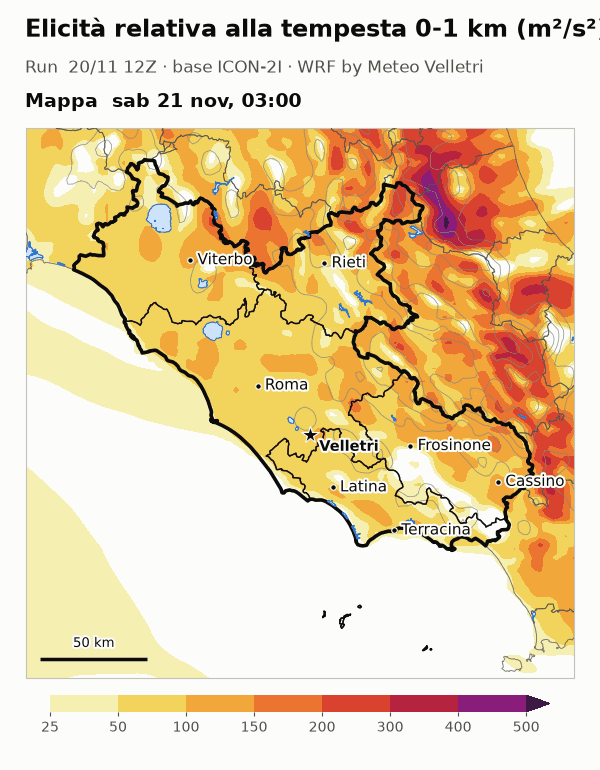 Elicità relativa alla tempesta 0-1 km (m²/s²)
Run 20/11 12Z · base ICON-2I · WRF by Meteo Velletri
Mappa sab 21 nov, 03:00
Viterbo
Rieti
Roma
Velletri
Frosinone
Cassino
Latina
Terracina
50 km
25 50 100 150 200 300 400 500